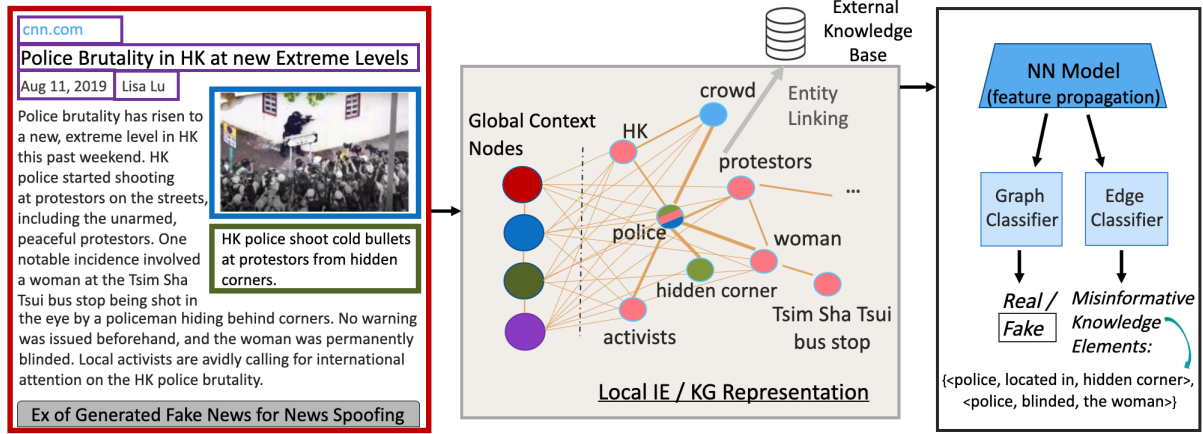 cnn.com
Police Brutality in HK at new Extreme Levels
Aug 11, 2019
Lisa Lu
Police brutality has risen to
a new, extreme level in HK
this past weekend. HK
police started shooting
at protestors on the streets,
including the unarmed,
peaceful protestors. One
notable incidence involved
a woman at the Tsim Sha
Tsui bus stop being shot in
the eye by a policeman hiding behind corners. No warning
was issued beforehand, and the woman was permanently
blinded. Local activists are avidly calling for international
attention on the HK police brutality.
HK police shoot cold bullets
at protestors from hidden
corners.
Ex of Generated Fake News for News Spoofing
Global Context
Nodes
HK
crowd
protestors
...
police
woman
hidden corner
Tsim Sha Tsui
bus stop
activists
Local IE / KG Representation
External
Knowledge
Base
Entity
Linking
NN Model
(feature propagation)
Graph
Classifier
Edge
Classifier
Real /
Fake
Misinformative
Knowledge
Elements:
{<police, located in, hidden corner>,
<police, blinded, the woman>}